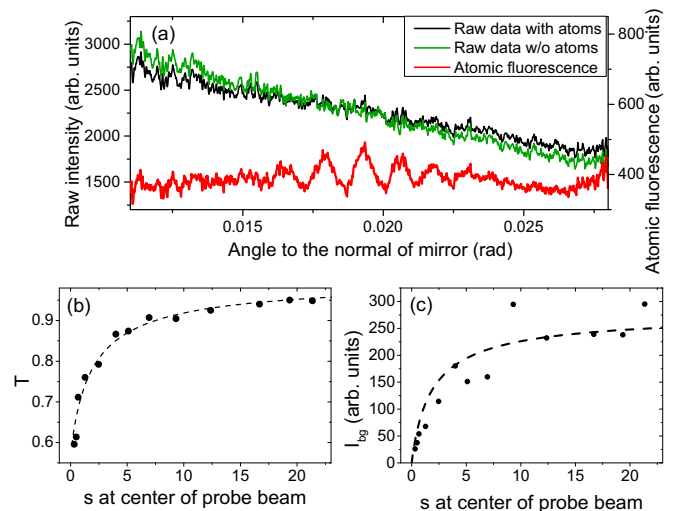 (a)
Raw data with atoms
Raw data w/o atoms
Atomic fluorescence
3000
2500
2000
1500
Raw intensity (arb. units)
800
600
400
Atomic fluorescence (arb. units)
0.015 0.020 0.025
Angle to the normal of mirror (rad)
(b)
0.9
0.8
0.7
0.6
T
0 5 10 15 20
s at center of probe beam
(c)
300
250
200
150
100
50
0
I_bg (arb. units)
0 5 10 15 20
s at center of probe beam